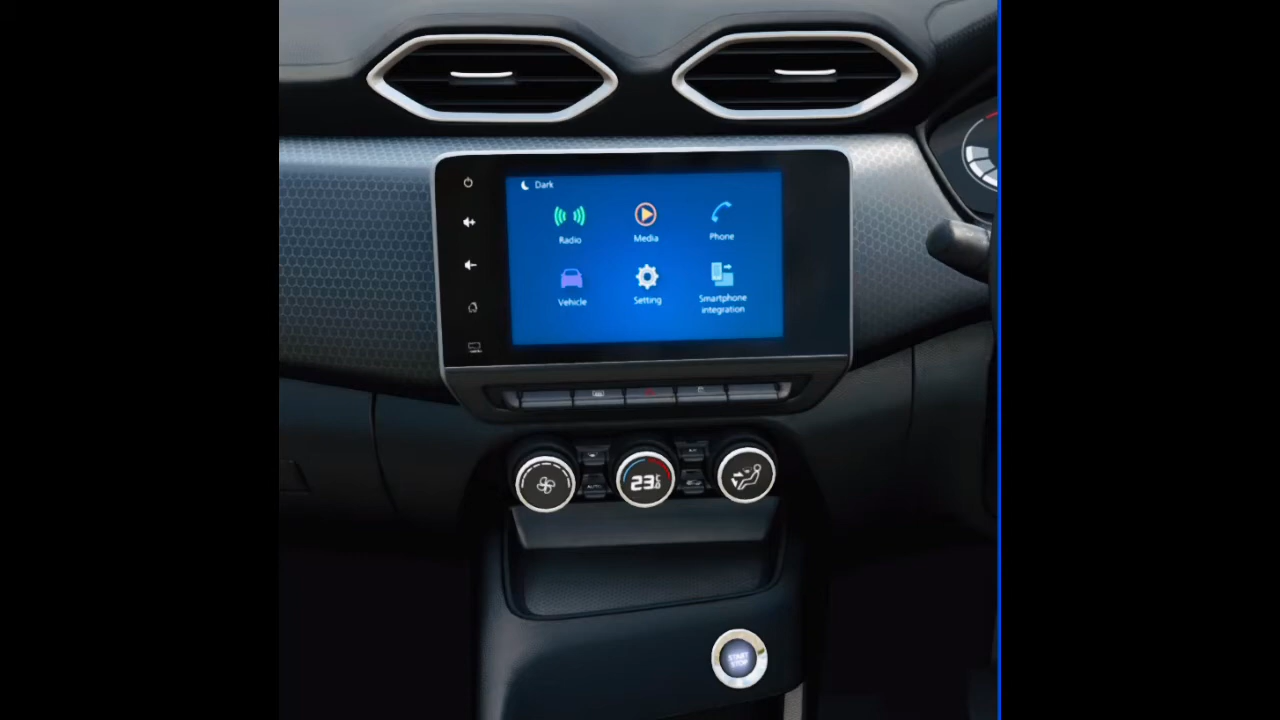 Dark
Radio
Media
Phone
Vehicle
Setting
Smartphone
integration
23
START
STOP